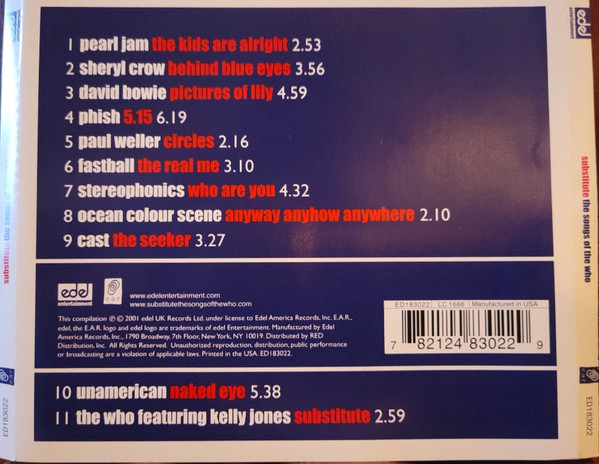 1 pearl jam the kids are alright 2.53
2 sheryl crow behind blue eyes 3.56
3 david bowie pictures of lily 4.59
4 phish 5.15 6.19
5 paul weller circles 2.16
6 fastball the real me 3.10
7 stereophonics who are you 4.32
8 ocean colour scene anyway anyhow anywhere 2.10
9 cast the seeker 3.27
edel
entertainment
ear
www.edelentertainment.com
www.substitutethesongsofthewho.com
This compilation ℗ © 2001 edel UK Records Ltd. under license to Edel America Records, Inc. E.A.R.,
edel, the E.A.R. logo and edel logo are trademarks of edel Entertainment. Manufactured by Edel
America Records, Inc., 1790 Broadway, 7th Floor, New York, NY 10019. Distributed by RED
Distribution, Inc. All Rights Reserved. Unauthorized reproduction, distribution, public performance
or broadcasting are a violation of applicable laws. Printed in the USA. ED183022.
ED183022 LC 1666 Manufactured in USA
7 82124 83022 9
10 unamerican naked eye 5.38
11 the who featuring kelly jones substitute 2.59
substitute the songs of
ED183022
edel
entertainment
substitute the songs of the who
ED183022